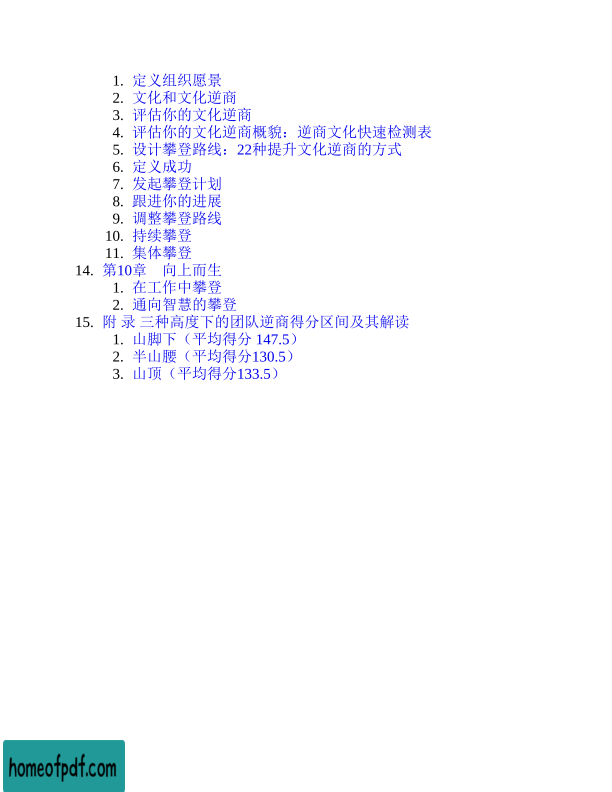 1. 定义组织愿景
2. 文化和文化逆商
3. 评估你的文化逆商
4. 评估你的文化逆商概貌：逆商文化快速检测表
5. 设计攀登路线：22种提升文化逆商的方式
6. 定义成功
7. 发起攀登计划
8. 跟进你的进展
9. 调整攀登路线
10. 持续攀登
11. 集体攀登
14. 第10章　向上而生
1. 在工作中攀登
2. 通向智慧的攀登
15. 附 录 三种高度下的团队逆商得分区间及其解读
1. 山脚下（平均得分 147.5）
2. 半山腰（平均得分130.5）
3. 山顶（平均得分133.5）
homeofpdf.com